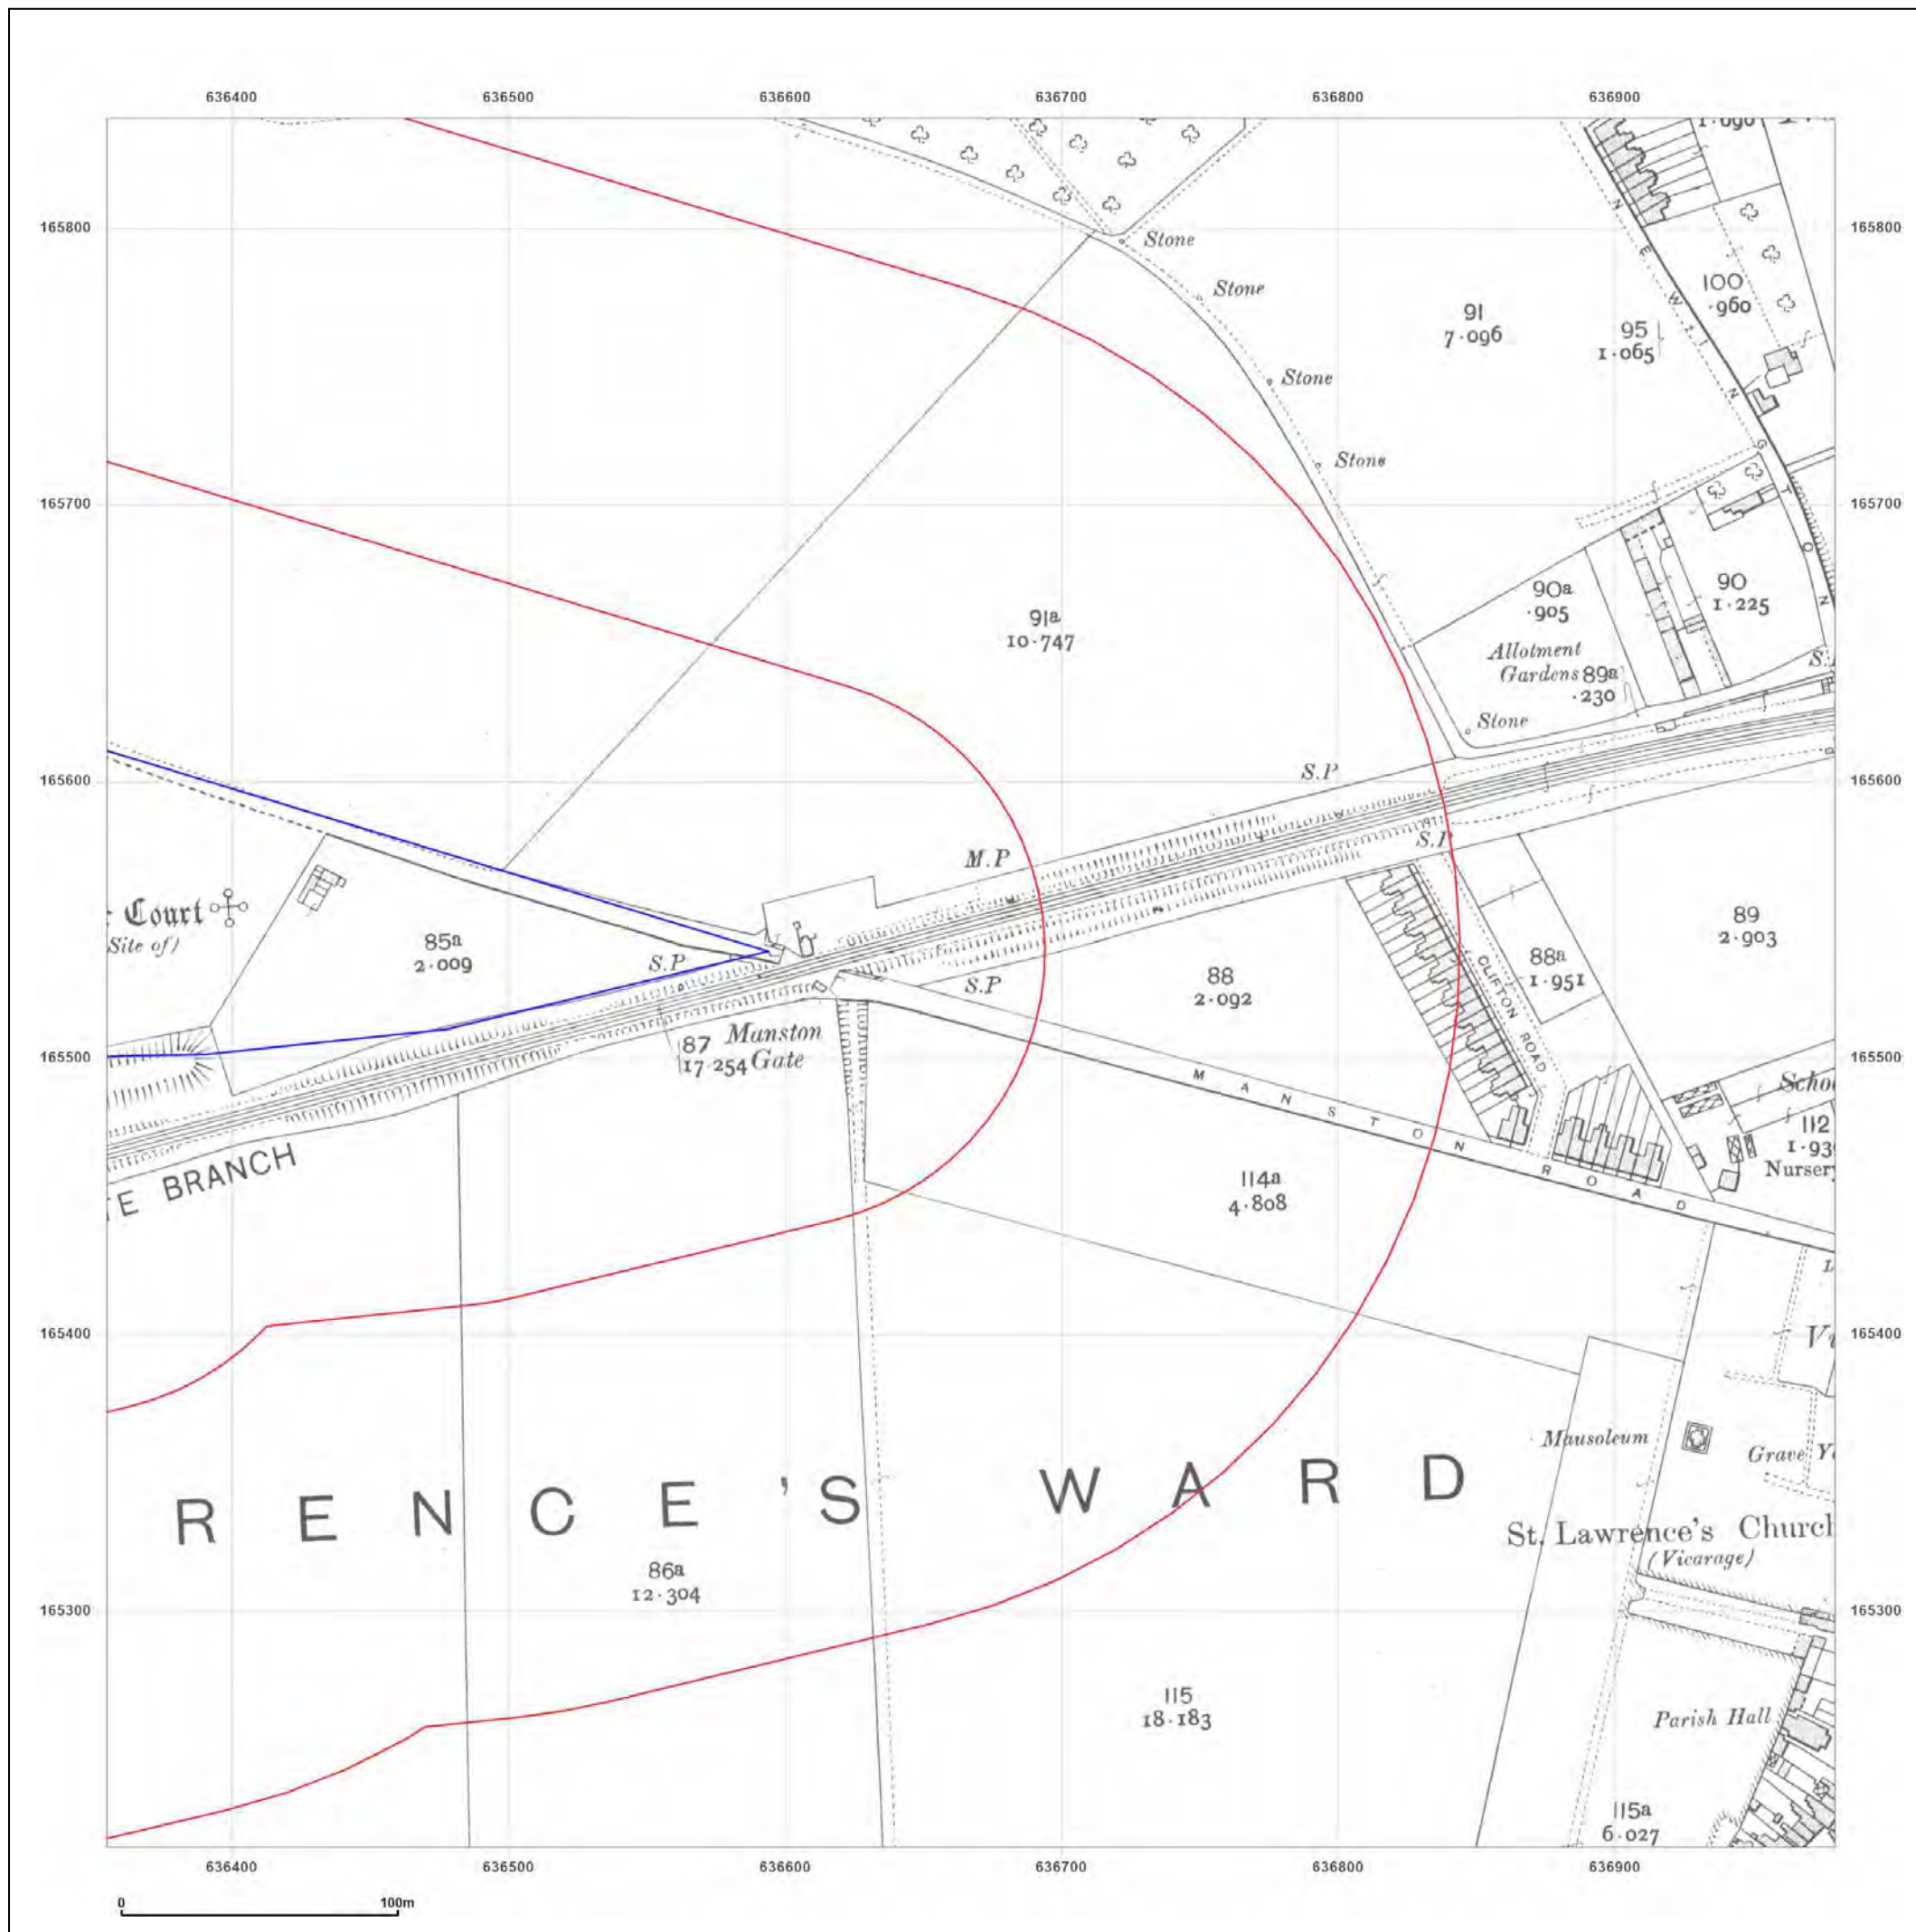 636400 636500 636600 636700 636800 636900
165800 165800
Stone
Stone
Stone
Stone
91
7·096
95
1·065
100
·960
NEWINGTON
165700 165700
91a
10·747
90a
·905
90
1·225
Allotment
Gardens 89a
·230
Stone
165600 165600
S.P
M.P
Court
Site of)
85a
2·009
S.P
S.P
88
2·092
88a
1·951
89
2·903
CLIFTON ROAD
165500 165500
87 Manston
17·254 Gate
MANSTON ROAD
112
Nurser
BRANCH
114a
4·808
165400 165400
Mausoleum
Grave
RENCE'S WARD
St. Lawrence's Church
(Vicarage)
86a
12·304
165300 165300
115
18·183
Parish Hall
115a
6·027
636400 636500 636600 636700 636800 636900
0 100m